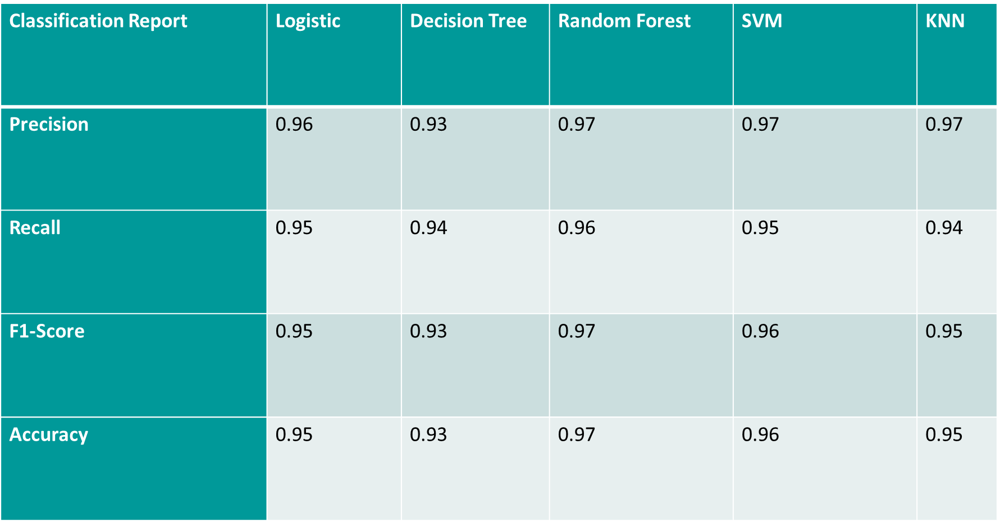 Classification Report Logistic Decision Tree Random Forest SVM KNN
Precision 0.96 0.93 0.97 0.97 0.97
Recall 0.95 0.94 0.96 0.95 0.94
F1-Score 0.95 0.93 0.97 0.96 0.95
Accuracy 0.95 0.93 0.97 0.96 0.95